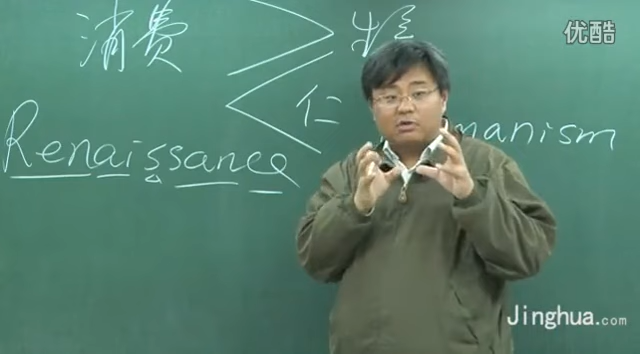 优酷
消费
仁
Renaissance manism
Jinghua.com